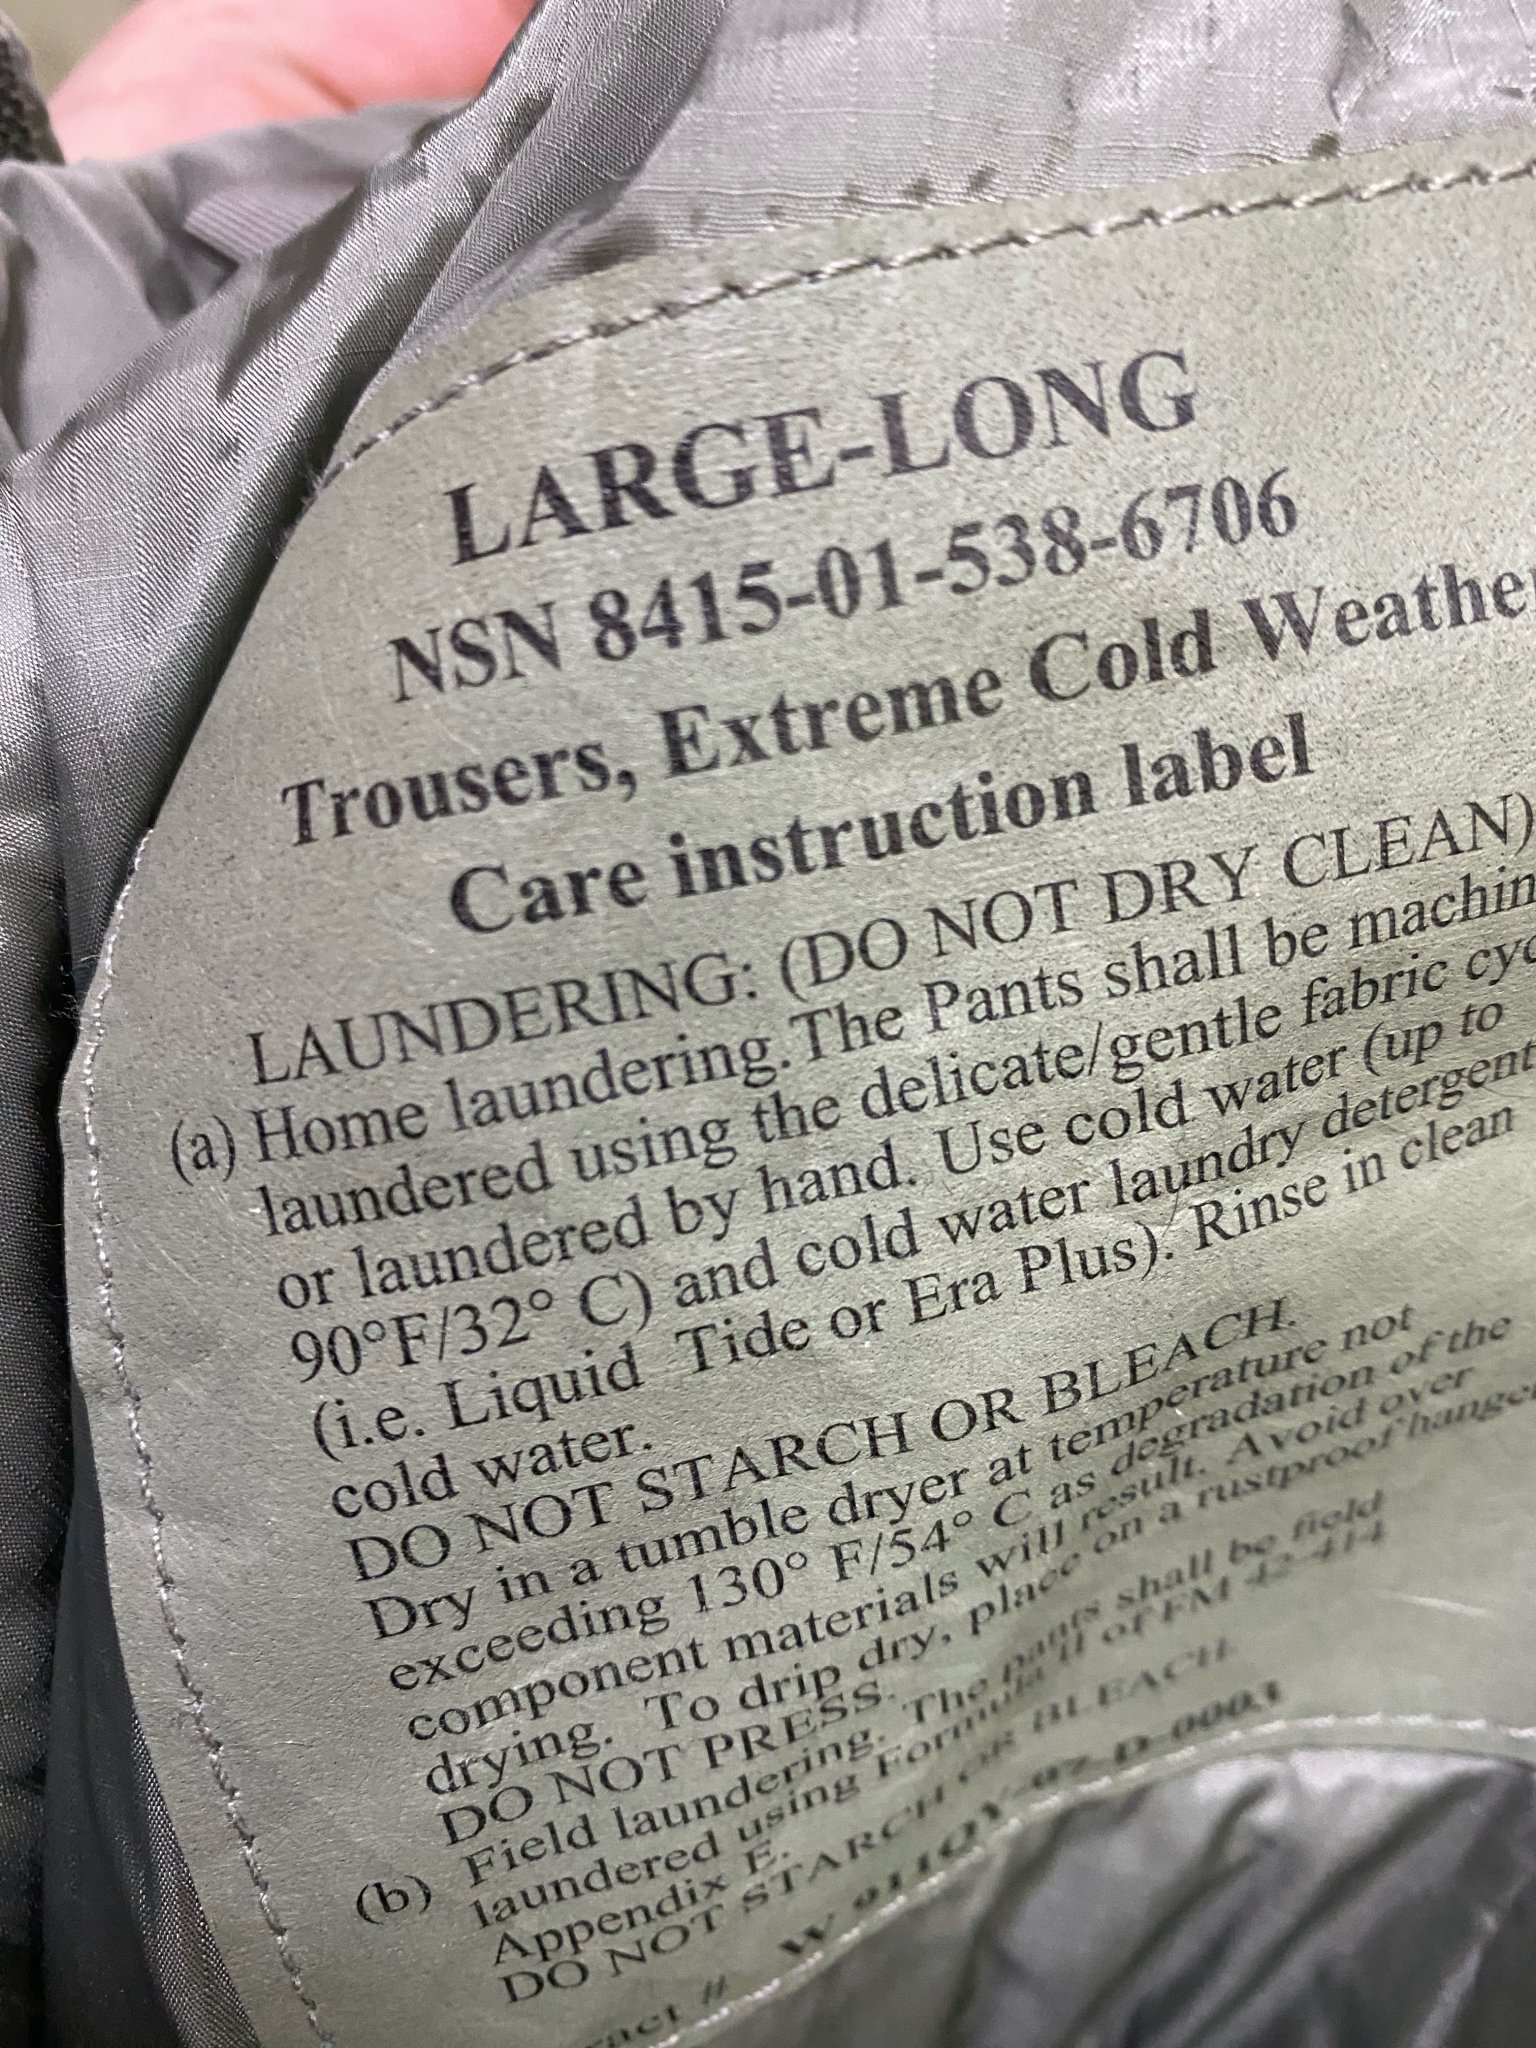 LARGE-LONG
NSN 8415-01-538-6706
Trousers, Extreme Cold Weather
Care instruction label
LAUNDERING: (DO NOT DRY CLEAN)
(a) Home laundering. The Pants shall be machin
laundered using the delicate/gentle fabric cyc
or laundered by hand. Use cold water (up to
90°F/32° C) and cold water laundry detergent
(i.e. Liquid Tide or Era Plus). Rinse in clean
cold water.
DO NOT STARCH OR BLEACH.
Dry in a tumble dryer at temperature not
exceeding 130° F/54° C as degradation of the
component materials will result. Avoid over
drying. To drip dry, place on a rustproof hanger
DO NOT PRESS.
(b) Field laundering. The pants shall be field
laundered using Formula II of FM 42-414
Appendix E.
DO NOT STARCH OR BLEACH.
ract # W 911QY-07-D-0003